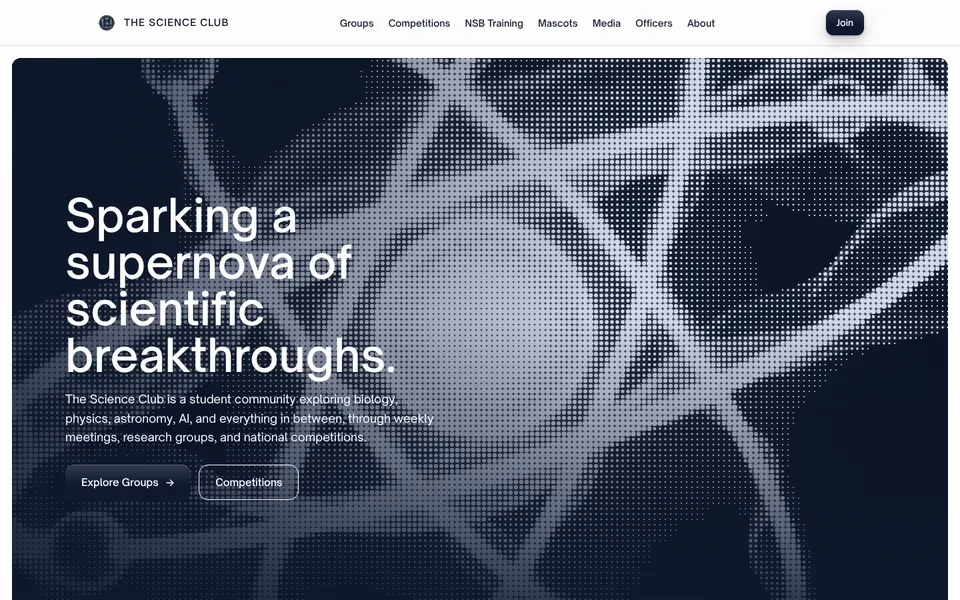 THE SCIENCE CLUB
Groups Competitions NSB Training Mascots Media Officers About
Join
Sparking a
supernova of
scientific
breakthroughs.
The Science Club is a student community exploring biology,
physics, astronomy, AI, and everything in between, through weekly
meetings, research groups, and national competitions.
Explore Groups →
Competitions